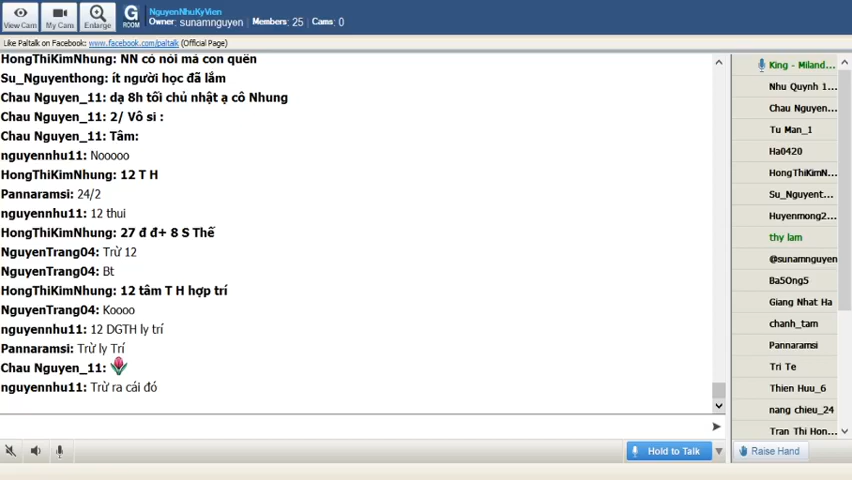 NguyenNhuKyVien
Owner: sunamnguyen Members: 25 Cams: 0
View Cam My Cam Enlarge G ROOM
Like Paltalk on Facebook: www.facebook.com/paltalk (Official Page)
HongThiKimNhung: NN có nói mà con quên
Su_Nguyenthong: ít người học đã lắm
Chau Nguyen_11: dạ 8h tối chủ nhật ạ cô Nhung
Chau Nguyen_11: 2/ Vô si :
Chau Nguyen_11: Tâm:
nguyennhu11: Nooooo
HongThiKimNhung: 12 T H
Pannaramsi: 24/2
nguyennhu11: 12 thui
HongThiKimNhung: 27 đ đ+ 8 S Thế
NguyenTrang04: Trừ 12
NguyenTrang04: Bt
HongThiKimNhung: 12 tâm T H hợp trí
NguyenTrang04: Koooo
nguyennhu11: 12 DGTH ly trí
Pannaramsi: Trừ ly Trí
Chau Nguyen_11:
nguyennhu11: Trừ ra cái đó
King - Miland...
Nhu Quynh 1...
Chau Nguyen...
Tu Man_1
Ha0420
HongThiKimN...
Su_Nguyent...
Huyenmong2...
thy lam
@sunamnguyen
BaSOng5
Giang Nhat Ha
chanh_tam
Pannaramsi
Tri Te
Thien Huu_6
nang chieu_24
Tran Thi Hon...
Hold to Talk
Raise Hand